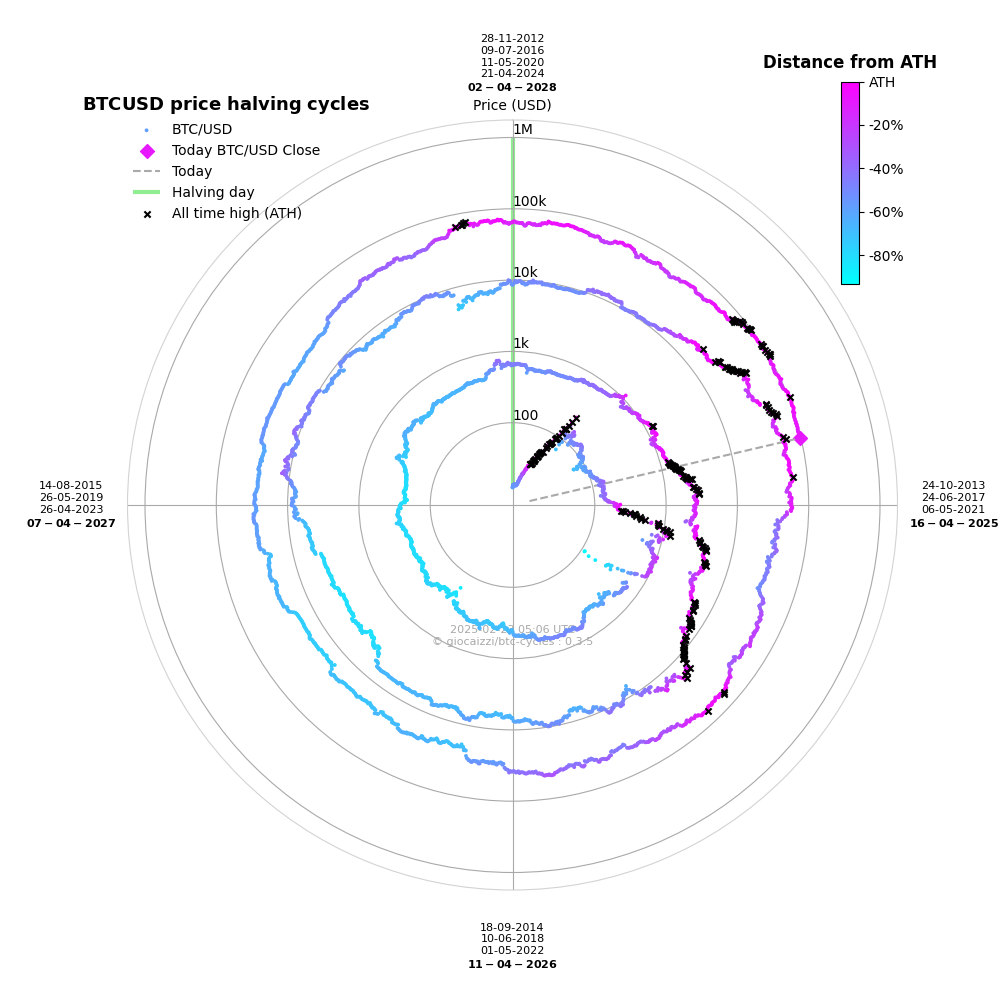 28-11-2012
09-07-2016
11-05-2020
21-04-2024
02-04-2028
Price (USD)
Distance from ATH
ATH
-20%
-40%
-60%
-80%
BTCUSD price halving cycles
BTC/USD
Today BTC/USD Close
Today
Halving day
All time high (ATH)
1M
100k
10k
1k
100
14-08-2015
26-05-2019
26-04-2023
07-04-2027
24-10-2013
24-06-2017
06-05-2021
16-04-2025
© giocaizzi/btc-cycles : 0.3.5
18-09-2014
10-06-2018
01-05-2022
11-04-2026